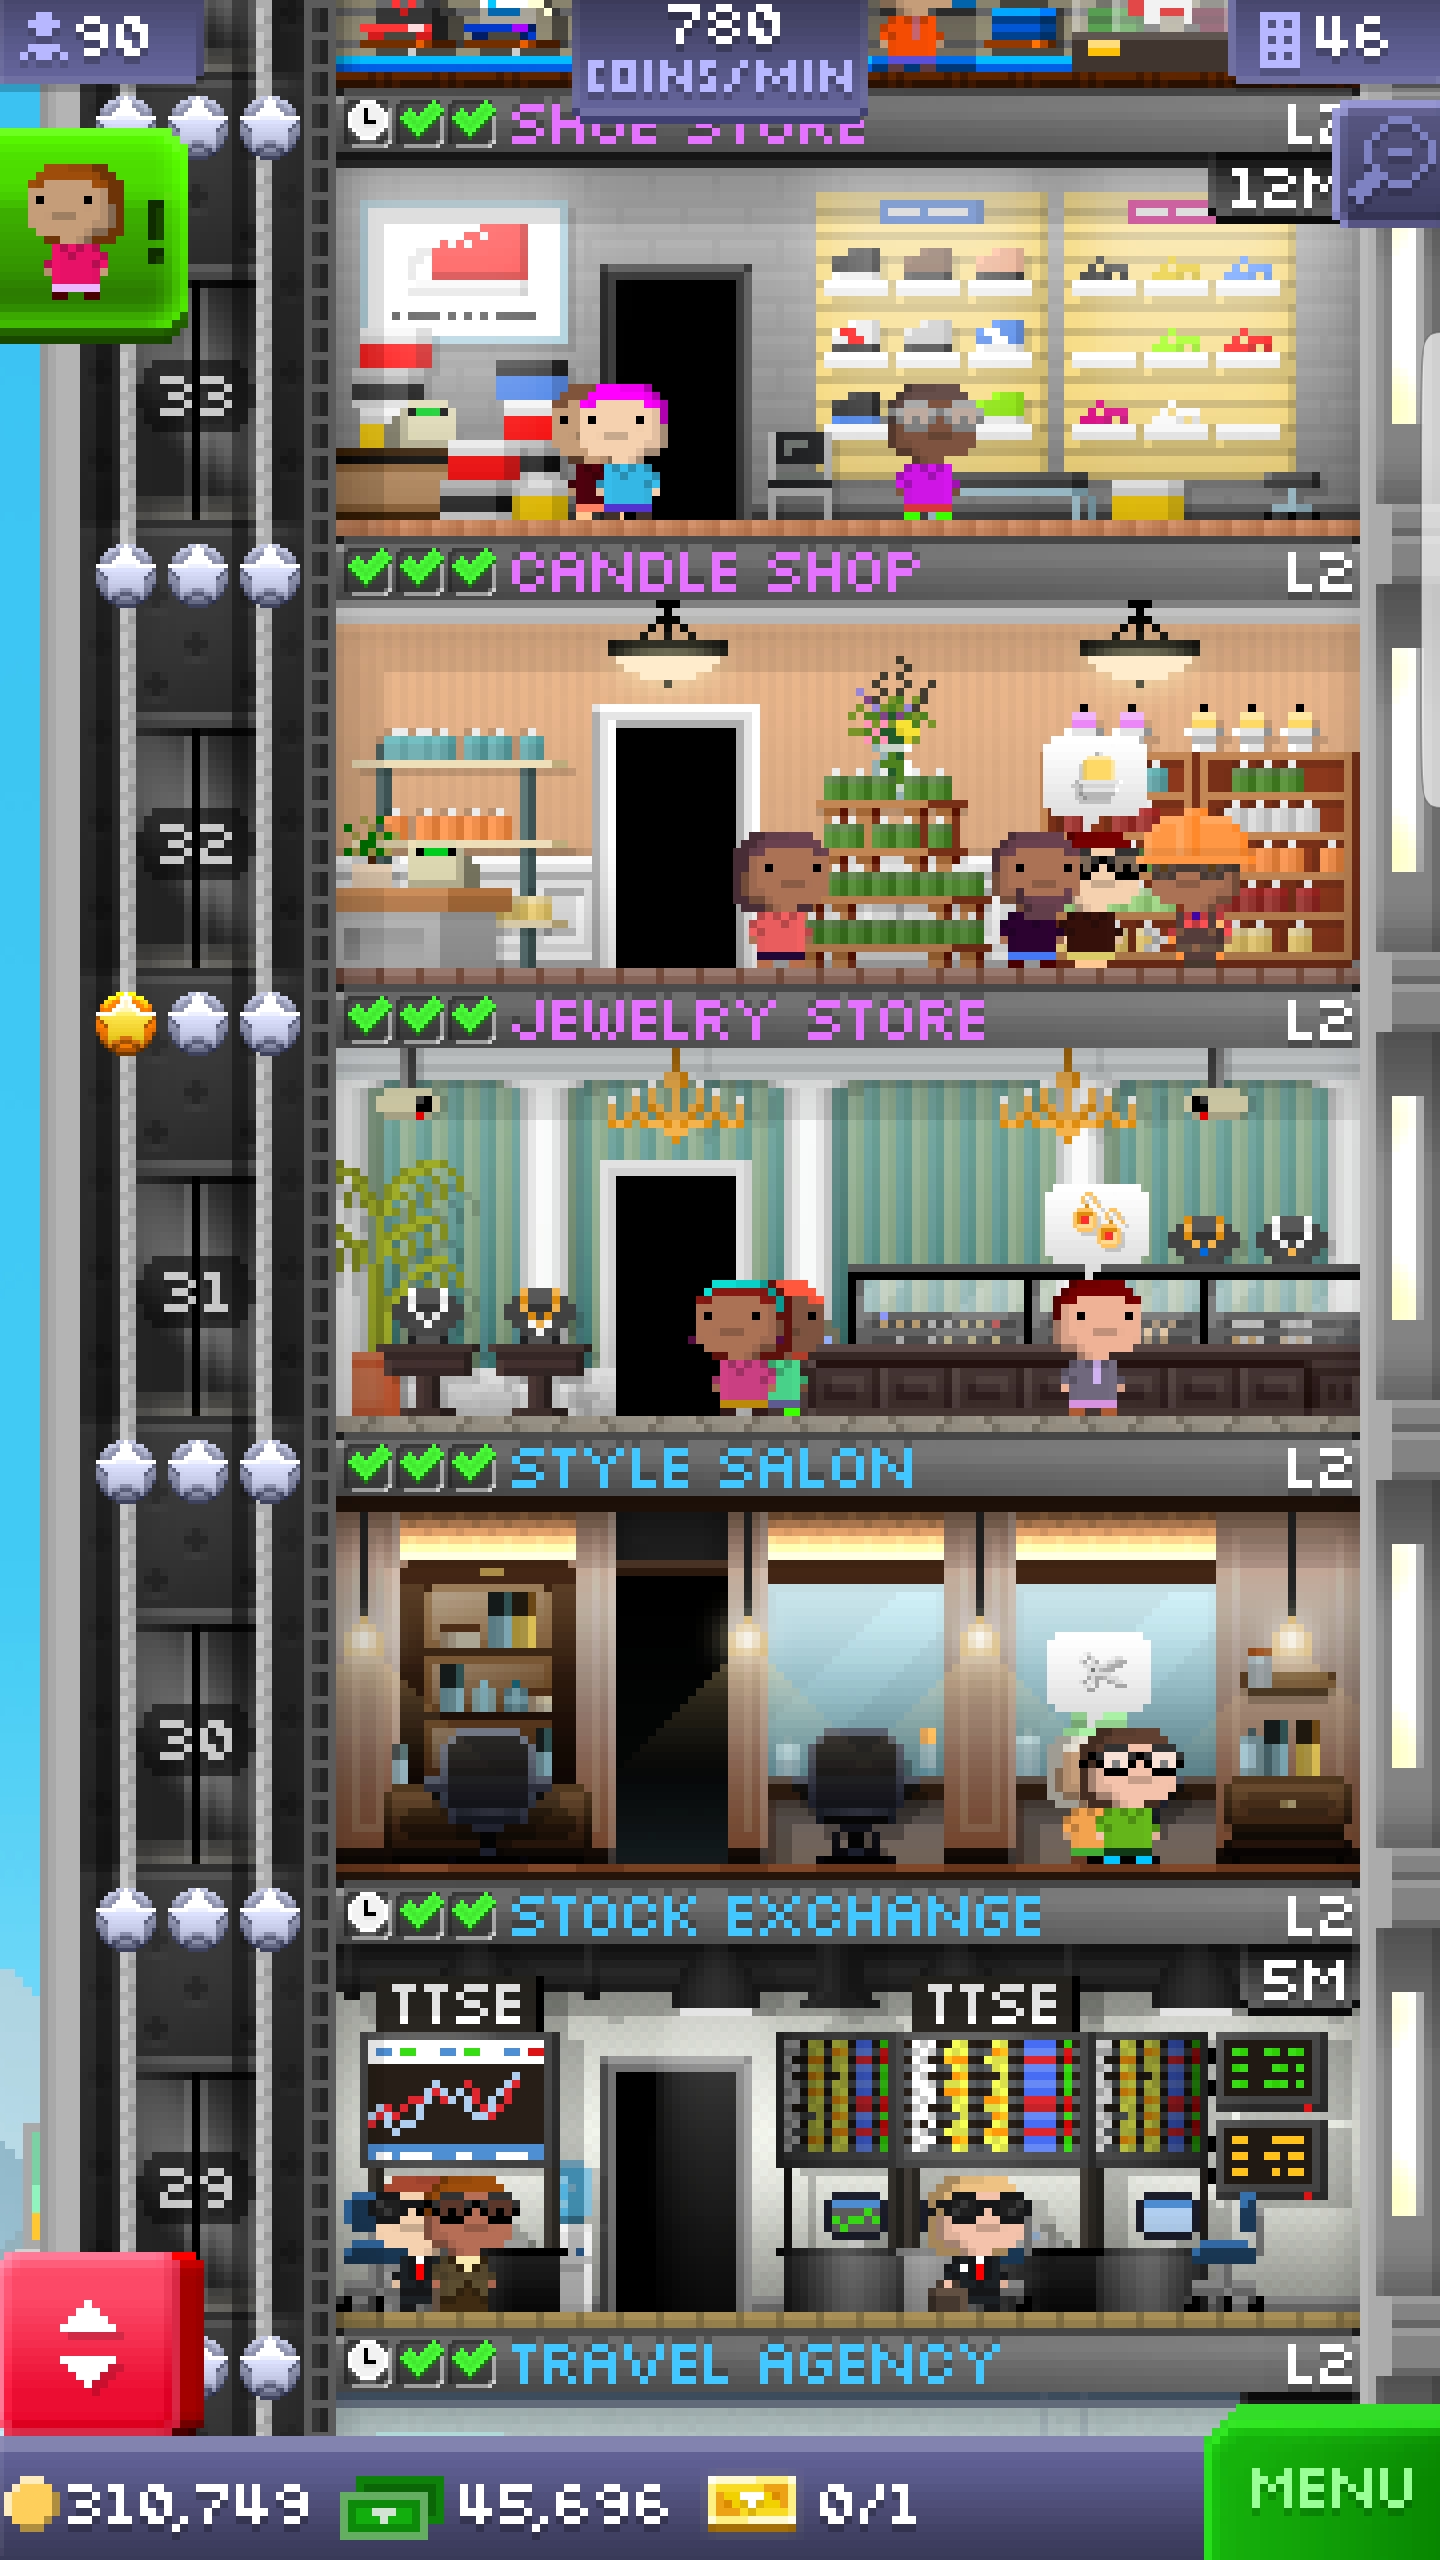 90
780
COINS/MIN
46
SHOE STORE
L2
12M
33
CANDLE SHOP
L2
32
JEWELRY STORE
L2
31
STYLE SALON
L2
30
STOCK EXCHANGE
L2
5M
TTSE
TTSE
29
TRAVEL AGENCY
L2
310,749
45,696
0/1
MENU